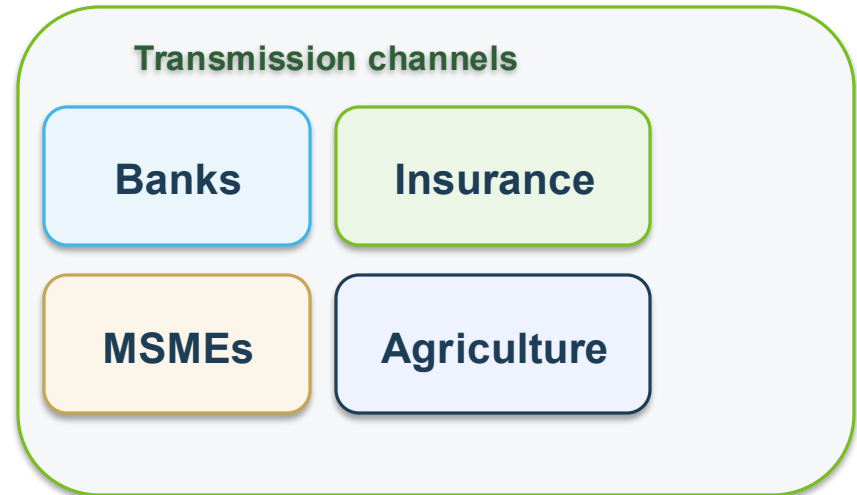 Transmission channels
Banks
Insurance
MSMEs
Agriculture